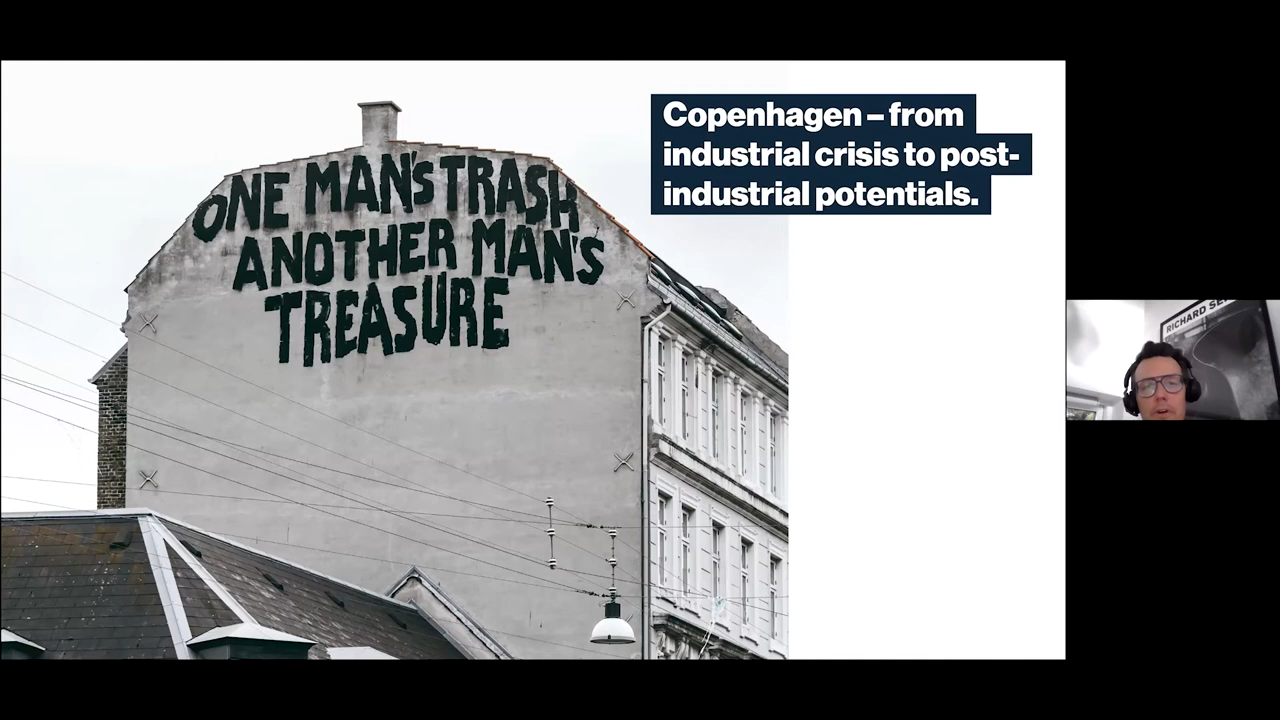 ONE MAN'S TRASH
ANOTHER MAN'S
TREASURE
Copenhagen – from
industrial crisis to post-
industrial potentials.
RICHARD SE